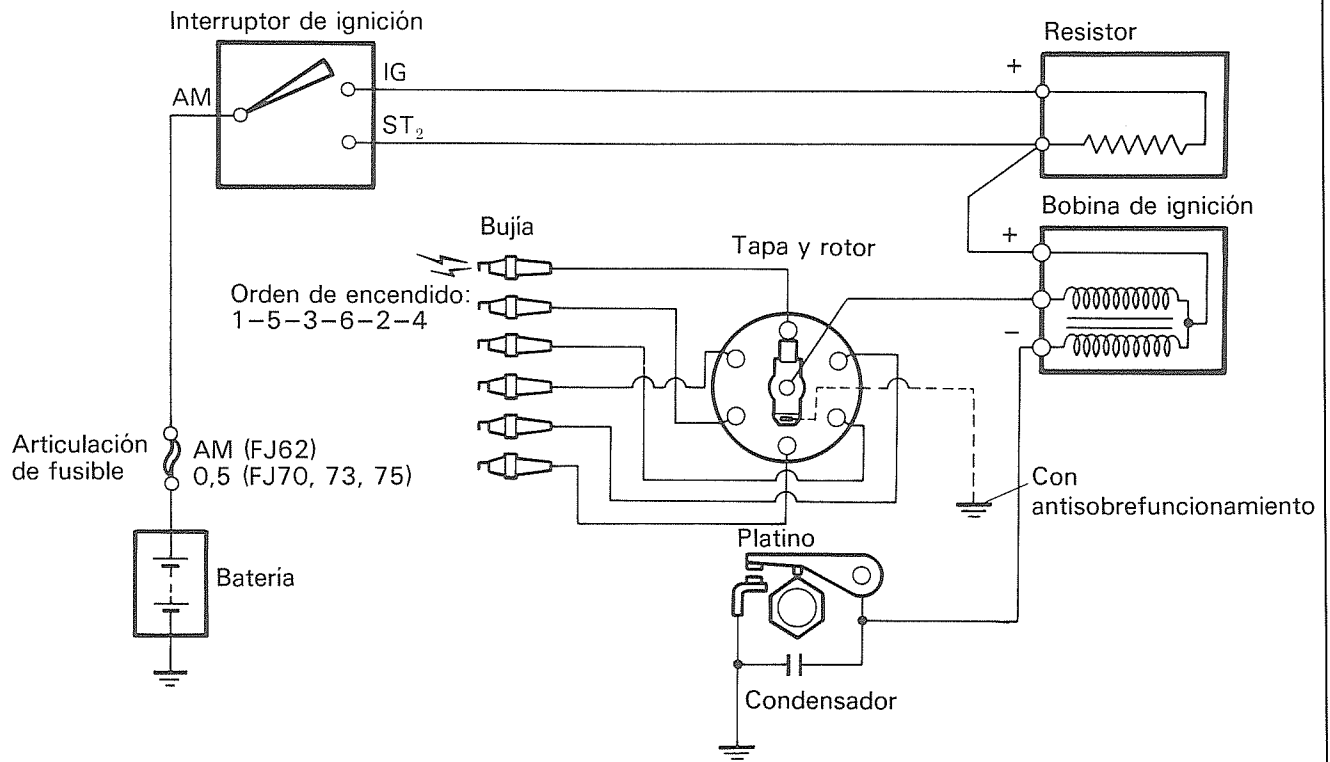 Interruptor de ignición
AM
IG
ST₂
Resistor
+
Bobina de ignición
+
−
Bujía
Tapa y rotor
Orden de encendido:
1−5−3−6−2−4
Articulación
de fusible
AM (FJ62)
0,5 (FJ70, 73, 75)
Batería
Con
antisobrefuncionamiento
Platino
Condensador